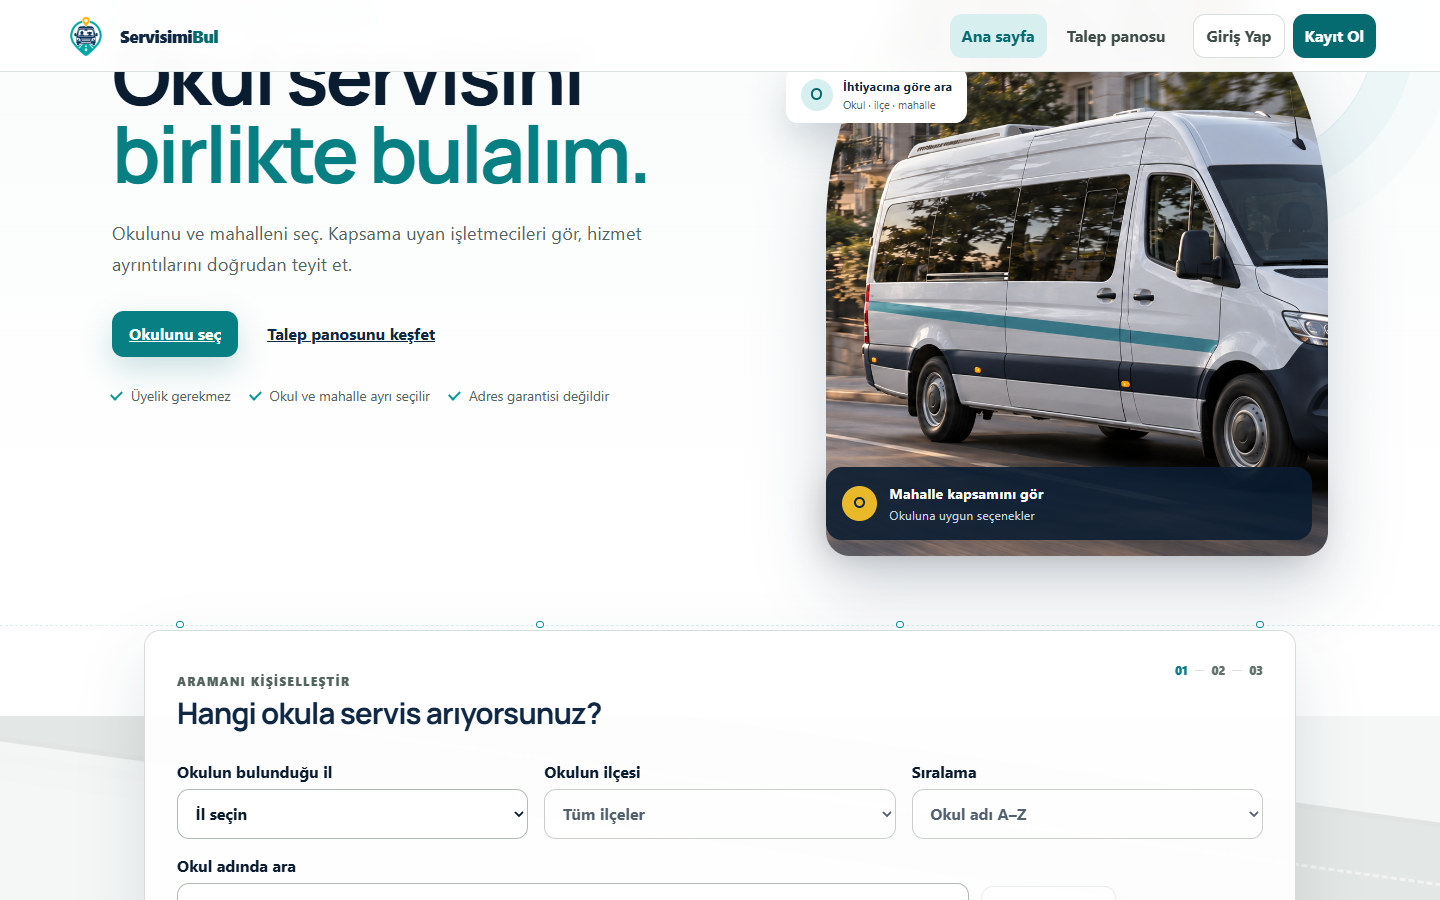 ServisimiBul
Ana sayfa
Talep panosu
Giriş Yap
Kayıt Ol
Okul servisini
birlikte bulalım.
Okulunu ve mahalleni seç. Kapsama uyan işletmecileri gör, hizmet
ayrıntılarını doğrudan teyit et.
Okulunu seç
Talep panosunu keşfet
Üyelik gerekmez
Okul ve mahalle ayrı seçilir
Adres garantisi değildir
İhtiyacına göre ara
Okul · ilçe · mahalle
Mahalle kapsamını gör
Okuluna uygun seçenekler
ARAMANI KİŞİSELLEŞTİR
01 — 02 — 03
Hangi okula servis arıyorsunuz?
Okulun bulunduğu il
Okulun ilçesi
Sıralama
İl seçin
Tüm ilçeler
Okul adı A–Z
Okul adında ara